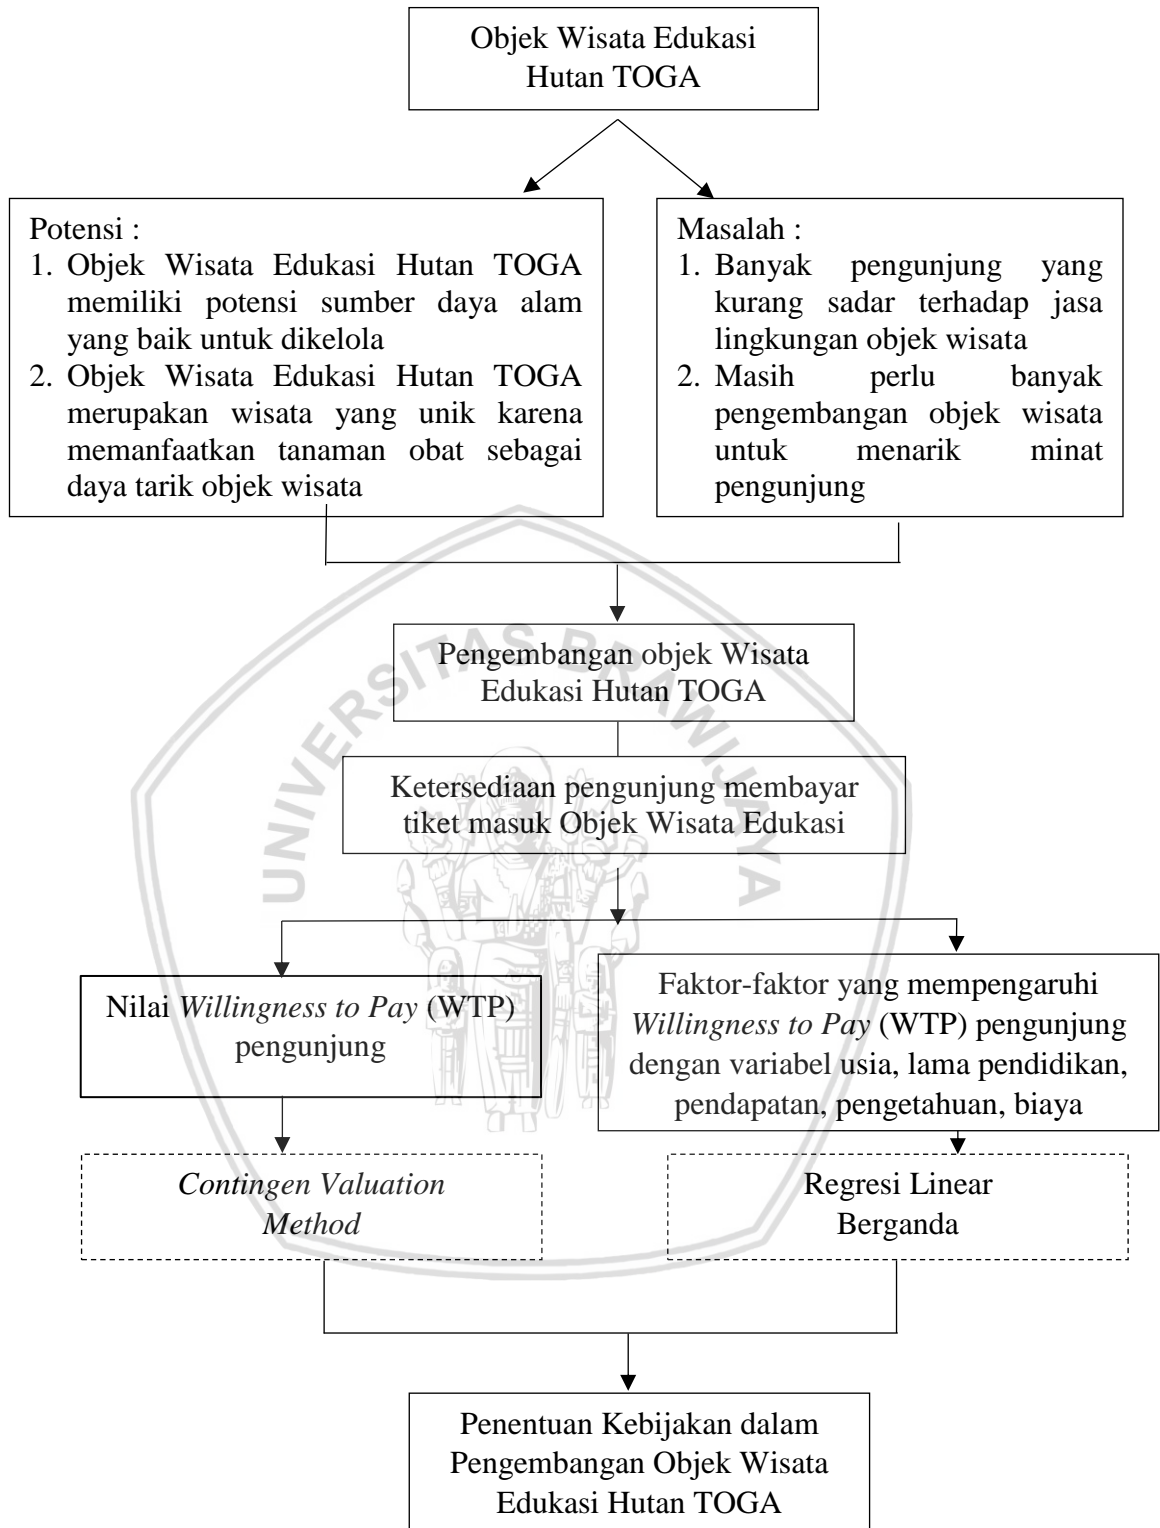 Objek Wisata Edukasi
Hutan TOGA
Potensi :
1. Objek Wisata Edukasi Hutan TOGA
memiliki potensi sumber daya alam
yang baik untuk dikelola
2. Objek Wisata Edukasi Hutan TOGA
merupakan wisata yang unik karena
memanfaatkan tanaman obat sebagai
daya tarik objek wisata
Masalah :
1. Banyak pengunjung yang
kurang sadar terhadap jasa
lingkungan objek wisata
2. Masih perlu banyak
pengembangan objek wisata
untuk menarik minat
pengunjung
UNIVERSITAS BRAWIJAYA
Pengembangan objek Wisata
Edukasi Hutan TOGA
Ketersediaan pengunjung membayar
tiket masuk Objek Wisata Edukasi
Nilai Willingness to Pay (WTP)
pengunjung
Faktor-faktor yang mempengaruhi
Willingness to Pay (WTP) pengunjung
dengan variabel usia, lama pendidikan,
pendapatan, pengetahuan, biaya
Contingen Valuation
Method
Regresi Linear
Berganda
Penentuan Kebijakan dalam
Pengembangan Objek Wisata
Edukasi Hutan TOGA